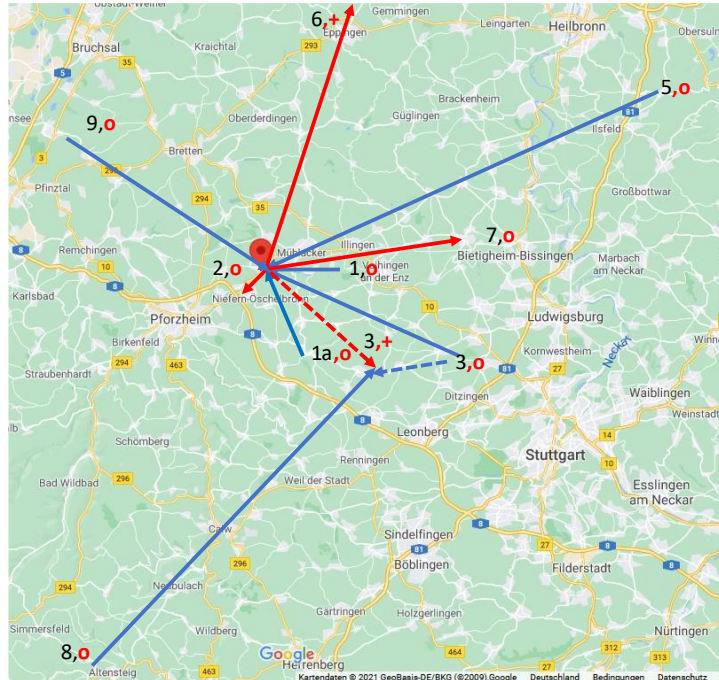 Obstadt-Weiher
Gemmingen
6,+
Eppingen
293
Leingarten
6
Heilbronn
Obersulm
Bruchsal
Kraichtal
35
5
81
5,o
Brackenheim
9,o
Oberderdingen
Güglingen
Ilsfeld
3
Bretten
294
Pfinztal
35
Großbottwar
7,o
8
Remchingen
10
Mühlacker
Illingen
Bietigheim-Bissingen
Marbach
am Neckar
2,o
1,o
Vaihingen
an der Enz
Karlsbad
Niefern-Öschelbronn
10
Pforzheim
Ludwigsburg
Neckar
8
3,+
Birkenfeld
1a,o
3,o
81
Kornwestheim
27
463
Straubenhardt
Ditzingen
Waiblingen
8
Weinstadt
Leonberg
14
Schömberg
Renningen
Stuttgart
10
296
Bad Wildbad
Weil der Stadt
Esslingen
am Neckar
Calw
8
Sindelfingen
27
8
81
Böblingen
296
Filderstadt
294
Neubulach
Gärtringen
Holzgerlingen
Simmersfeld
Wildberg
464
313
Nürtingen
8,o
Google
Herrenberg
27
Altensteig
463
Kartendaten © 2021 GeoBasis-DE/BKG (©2009),Google Deutschland Bedingungen Datenschutz